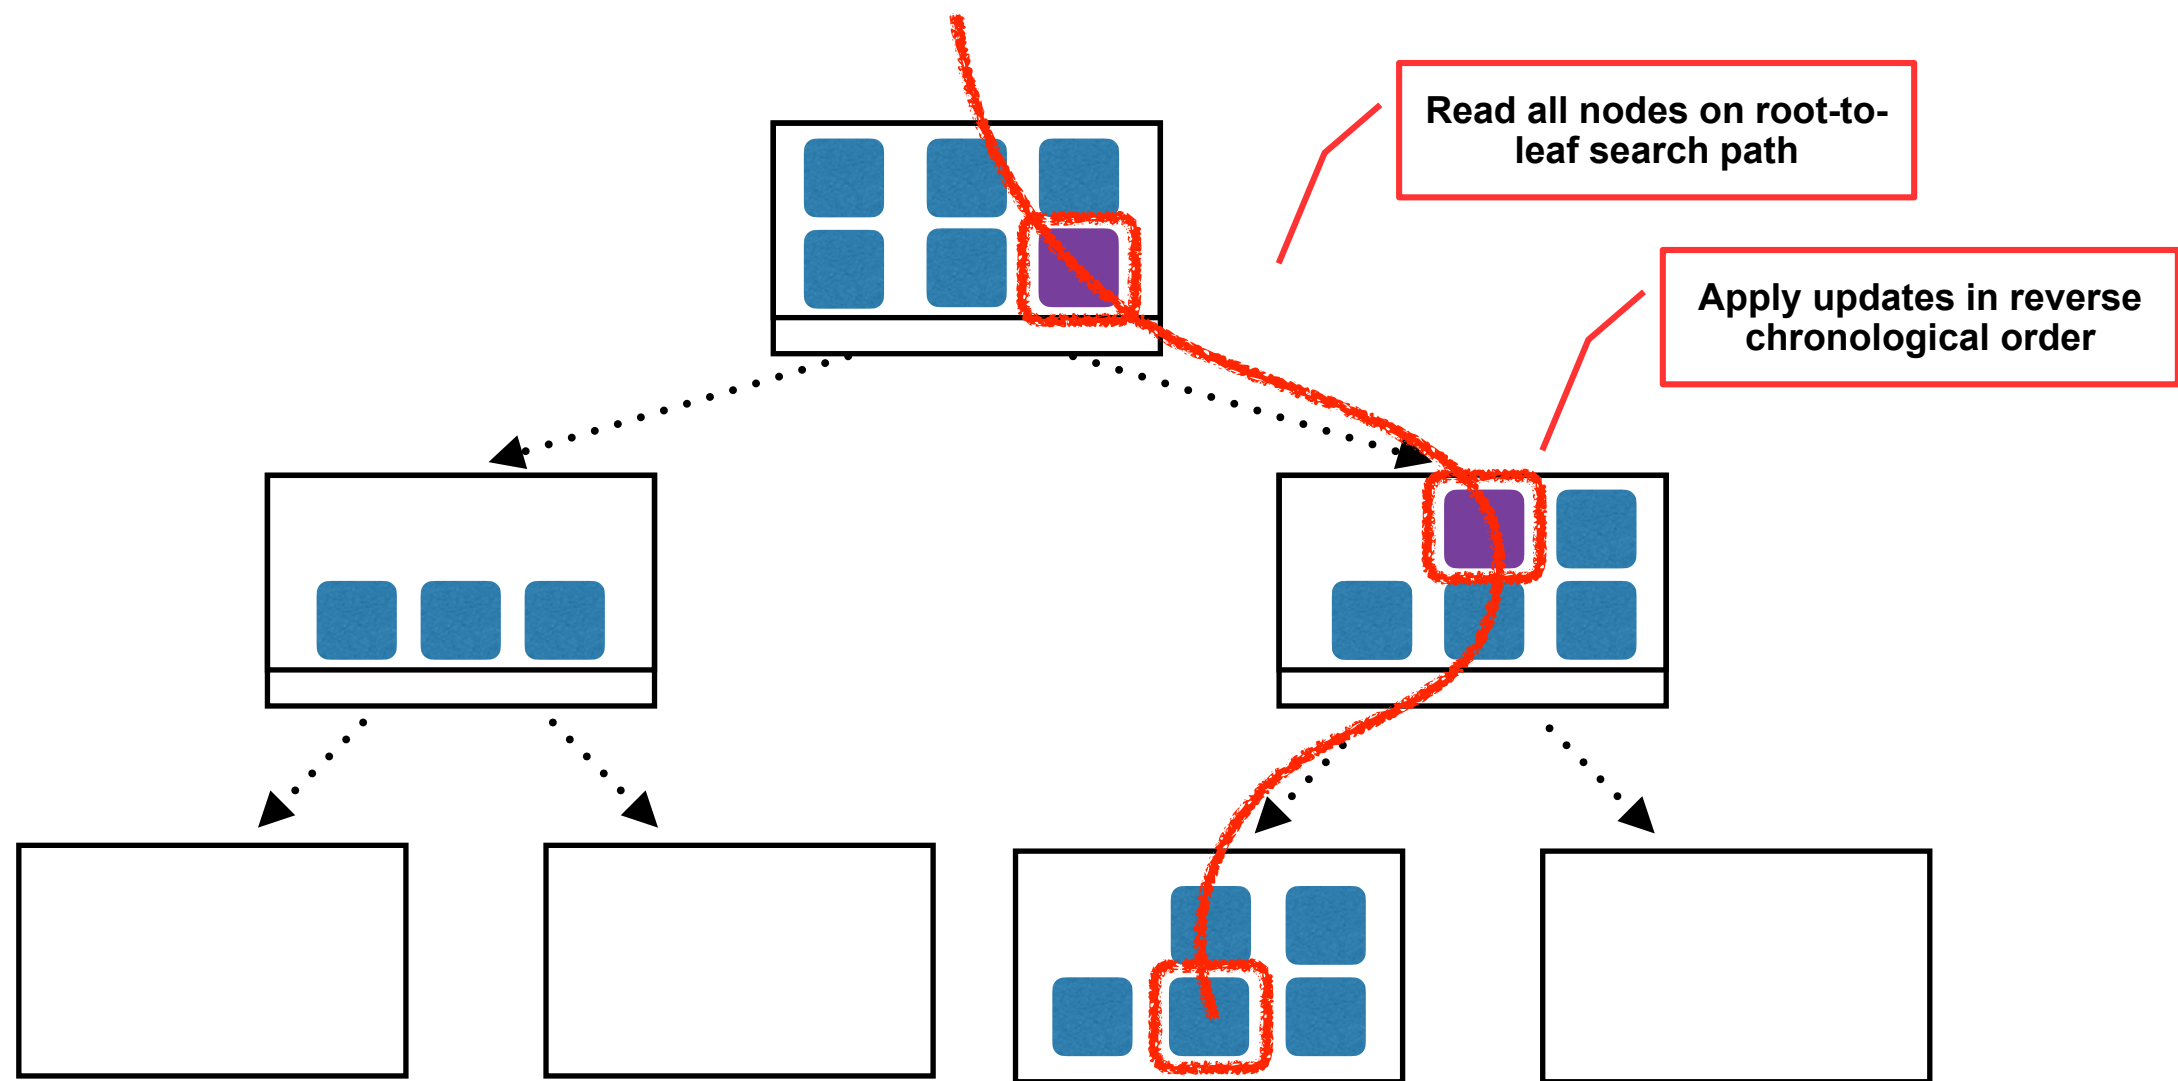 Read all nodes on root-to-
leaf search path
Apply updates in reverse
chronological order